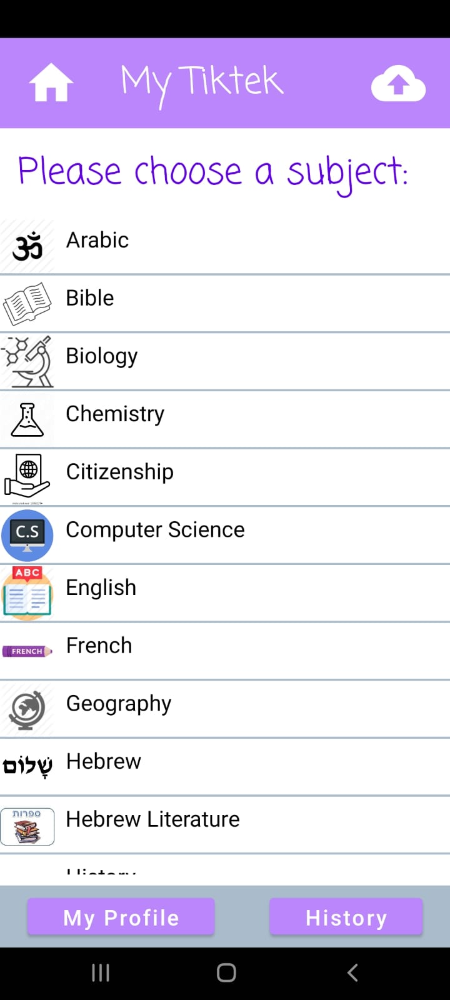 My Tiktek
Please choose a subject:
ॐ Arabic
Bible
Biology
Chemistry
Citizenship
C.S Computer Science
ABC
English
FRENCH French
Geography
שָׁלוֹם Hebrew
ספרות
Hebrew Literature
History
My Profile
History